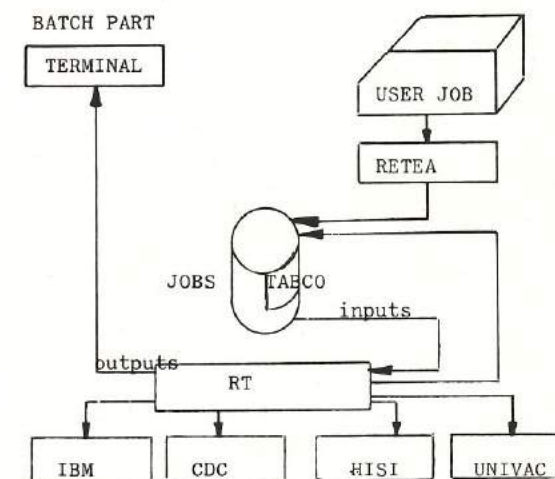 BATCH PART
TERMINAL
USER JOB
RETEA
JOBS
TABCO
inputs
outputs
RT
IBM
CDC
HISI
UNIVAC